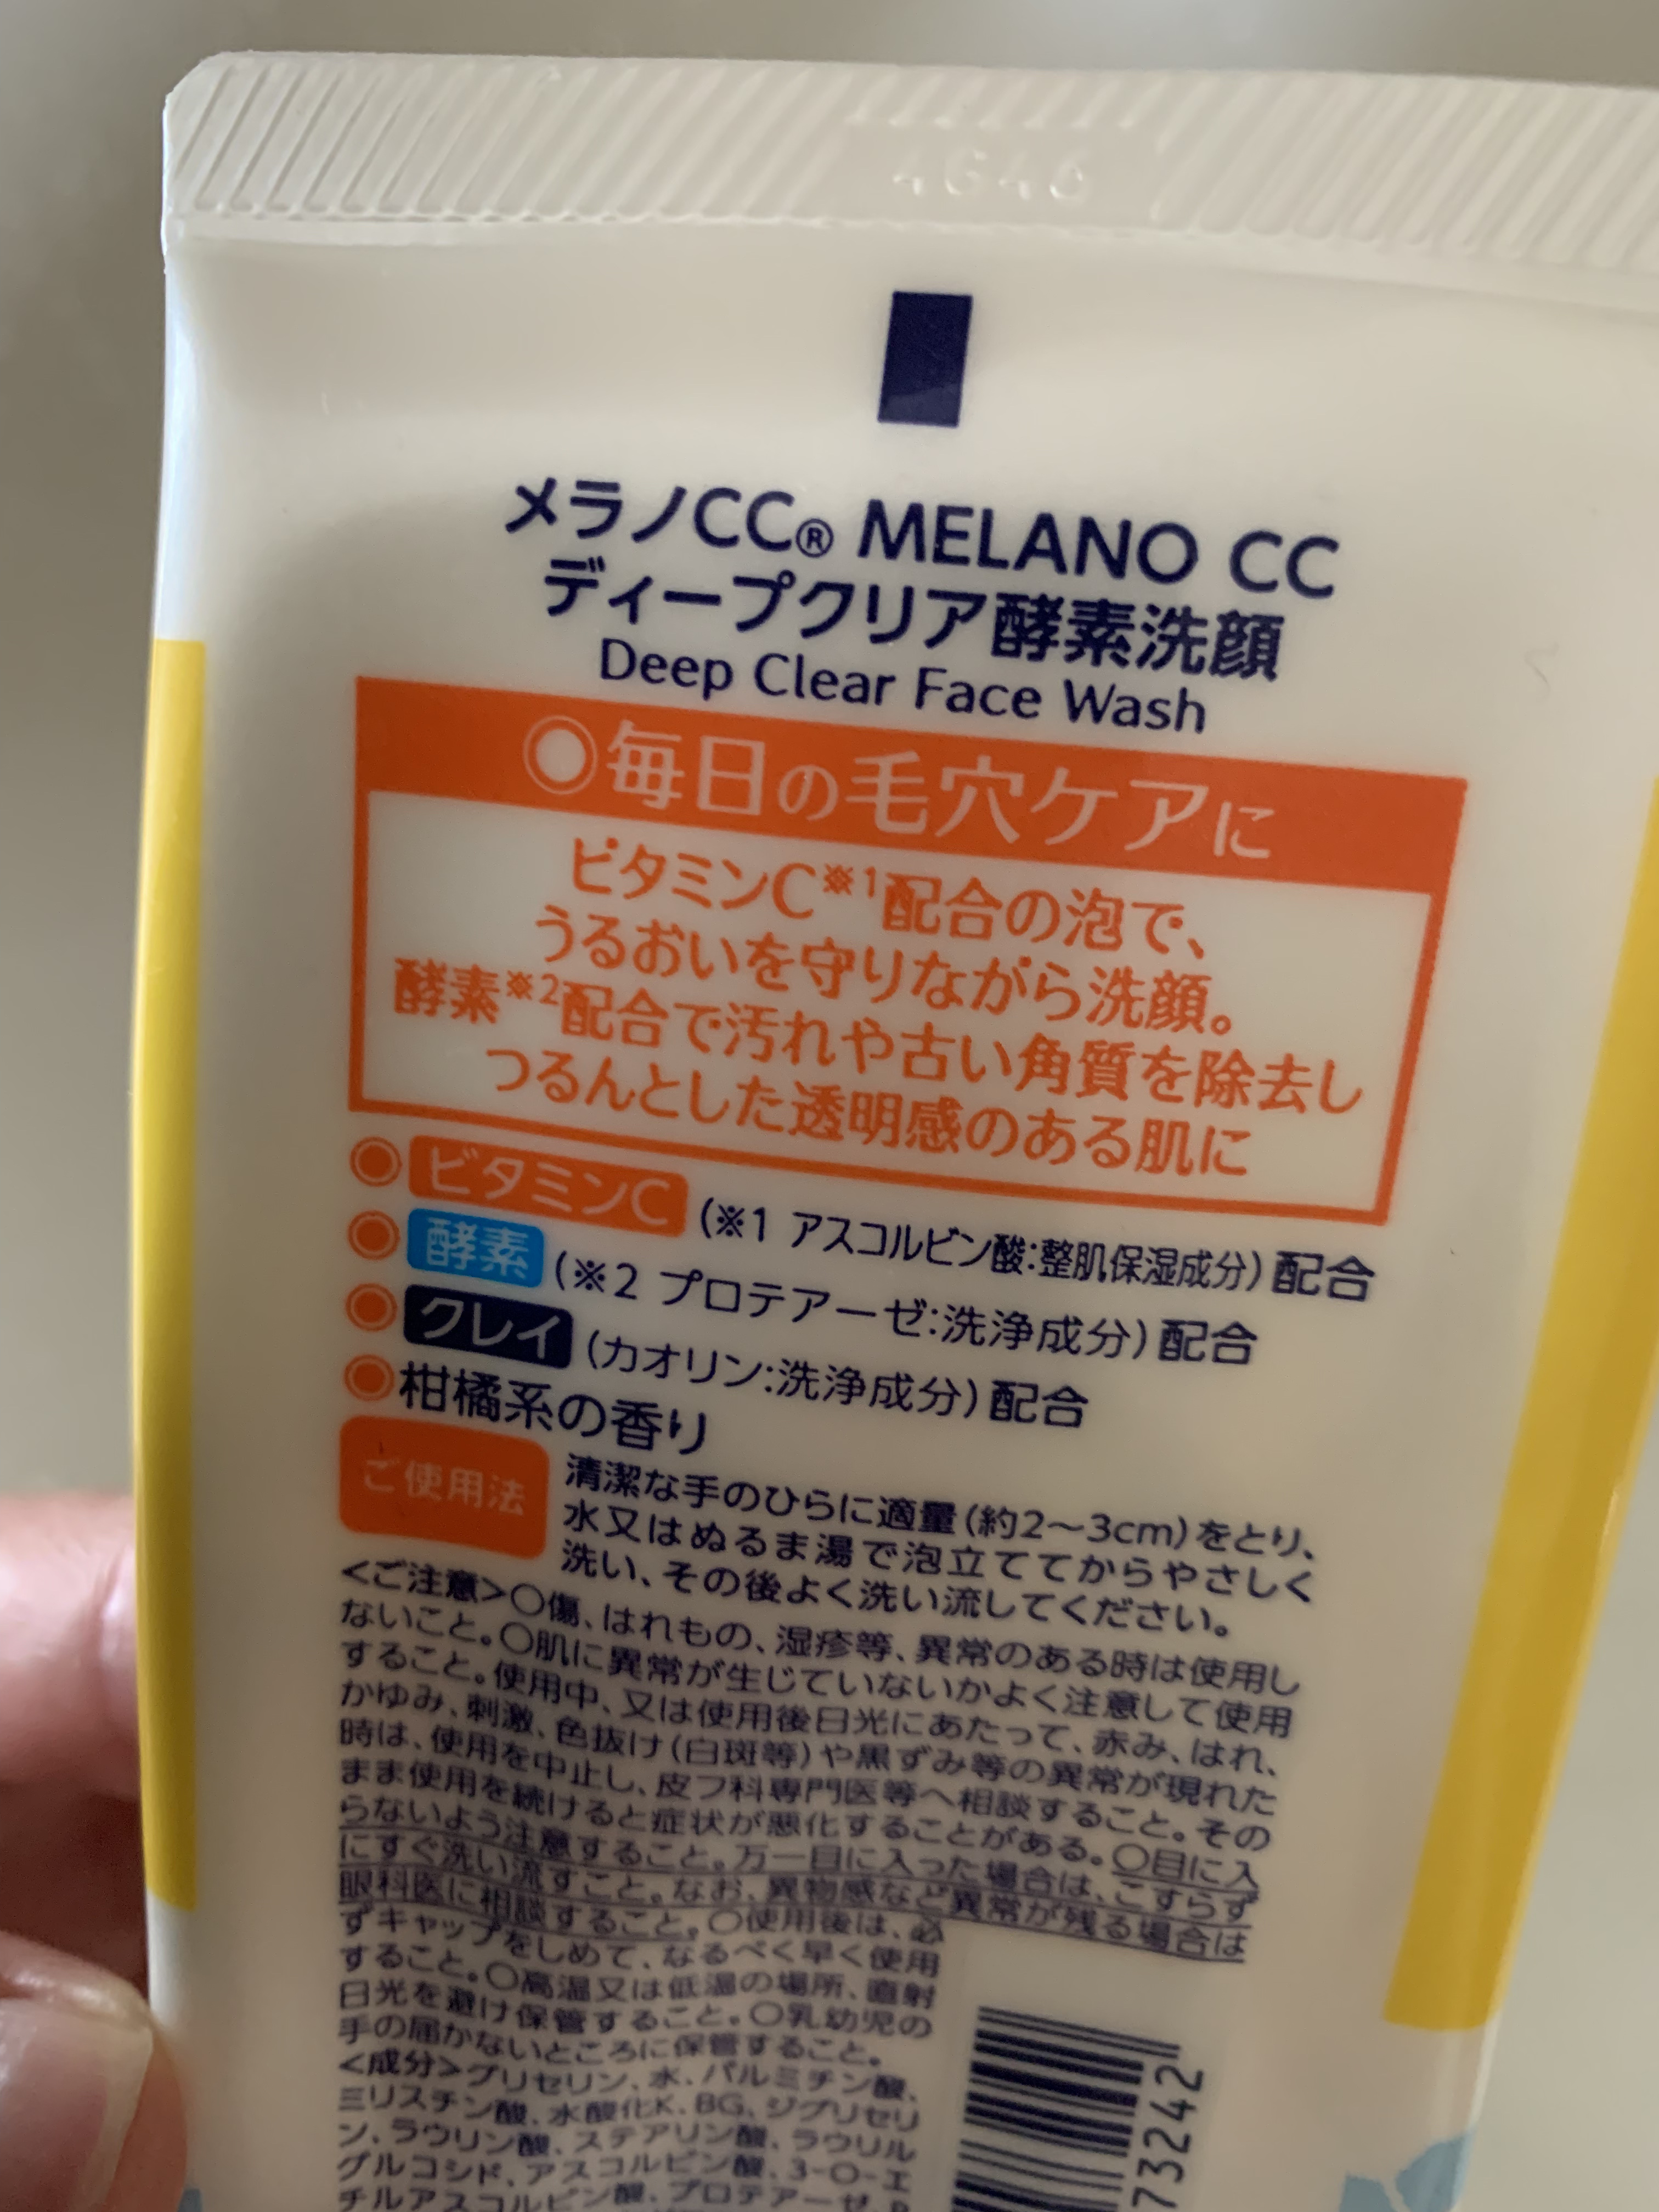 4G46
メラノCC® MELANO CC
ディープクリア酵素洗顔
Deep Clear Face Wash
◎毎日の毛穴ケアに
ビタミンC※1配合の泡で、
うるおいを守りながら洗顔。
酵素※2配合で汚れや古い角質を除去し
つるんとした透明感のある肌に
◎ビタミンC(※1 アスコルビン酸:整肌保湿成分)配合
◎酵素(※2 プロテアーゼ:洗浄成分)配合
◎クレイ(カオリン:洗浄成分)配合
◎柑橘系の香り
ご使用法
清潔な手のひらに適量(約2〜3cm)をとり、
水又はぬるま湯で泡立ててからやさしく
洗い、その後よく洗い流してください。
<ご注意>○傷、はれもの、湿疹等、異常のある時は使用し
ないこと。○肌に異常が生じていないかよく注意して使用
すること。使用中、又は使用後日光にあたって、赤み、はれ、
かゆみ、刺激、色抜け(白斑等)や黒ずみ等の異常が現れた
時は、使用を中止し、皮フ科専門医等へ相談すること。その
まま使用を続けると症状が悪化することがある。○目に入
らないよう注意すること。万一目に入った場合は、こすらず
にすぐ洗い流すこと。なお、異物感など異常が残る場合は
眼科医に相談すること。○使用後は、必
ずキャップをしめて、なるべく早く使用
すること。○高温又は低温の場所、直射
日光を避け保管すること。○乳幼児の
手の届かないところに保管すること。
<成分>グリセリン、水、パルミチン酸、
ミリスチン酸、水酸化K、BG、ジグリセリ
ン、ラウリン酸、ステアリン酸、ラウリル
グルコシド、アスコルビン酸、3-O-エ
チルアスコルビン酸、プロテアーゼ、
73242